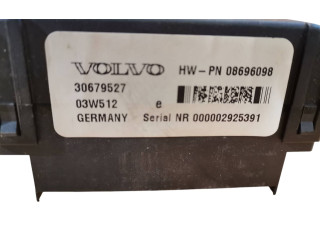 VOLVO HW-PN 08696098
30679527
03W512 e
GERMANY Serial NR 000002925391